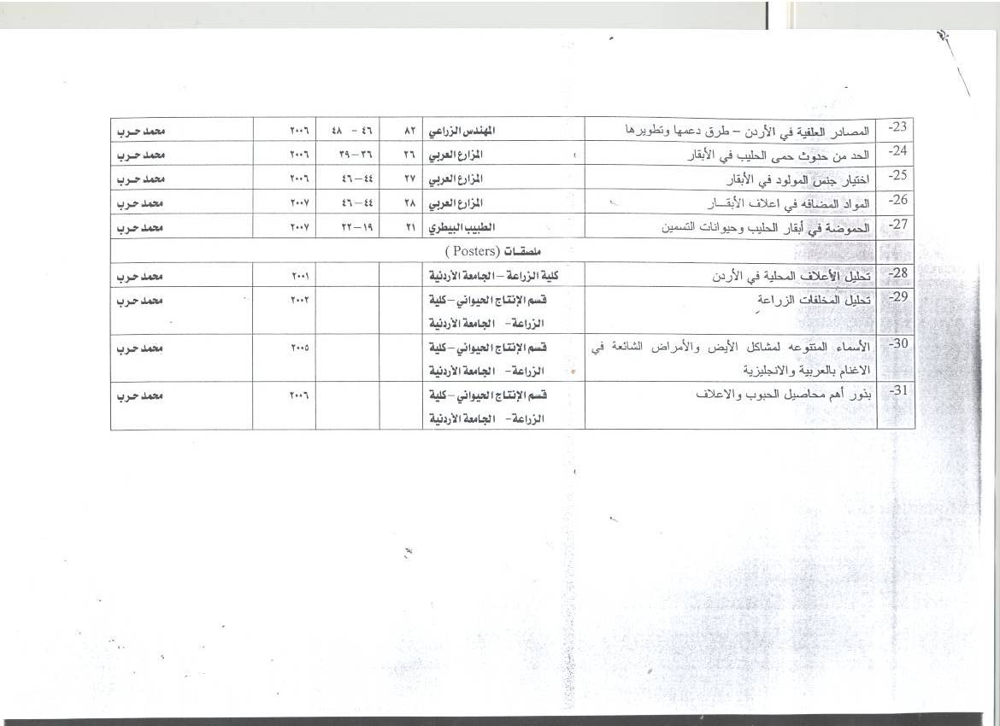 -23 المصادر العلفية في الأردن – طرق دعمها وتطويرها المهندس الزراعي ٨٢ ٤٦ - ٤٨ ٢٠٠٦ محمد حرب
-24 الحد من حدوث حمى الحليب في الأبقار المزارع العربي ٢٦ ٣٦-٣٩ ٢٠٠٦ محمد حرب
-25 اختيار جنس المولود في الأبقار المزارع العربي ٢٧ ٤٤-٤٦ ٢٠٠٦ محمد حرب
-26 المواد المضافه في اعلاف الأبقـــار المزارع العربي ٢٨ ٤٤-٤٦ ٢٠٠٧ محمد حرب
-27 الحموضة في أبقار الحليب وحيوانات التسمين الطبيب البيطري ٢١ ١٩-٢٢ ٢٠٠٧ محمد حرب
ملصقـات (Posters )
-28 تحليل الأعلاف المحلية في الأردن كلية الزراعة – الجامعة الأردنية ٢٠٠١ محمد حرب
-29 تحليل المخلفات الزراعة قسم الإنتاج الحيواني – كلية ٢٠٠٢ محمد حرب
الزراعة- الجامعة الأردنية
-30 الأسماء المتنوعه لمشاكل الأيض والأمراض الشائعة في قسم الإنتاج الحيواني – كلية ٢٠٠٥ محمد حرب
الاغنام بالعربية والانجليزية الزراعة- الجامعة الأردنية
-31 بذور أهم محاصيل الحبوب والاعلاف قسم الإنتاج الحيواني – كلية ٢٠٠٦ محمد حرب
الزراعة- الجامعة الأردنية